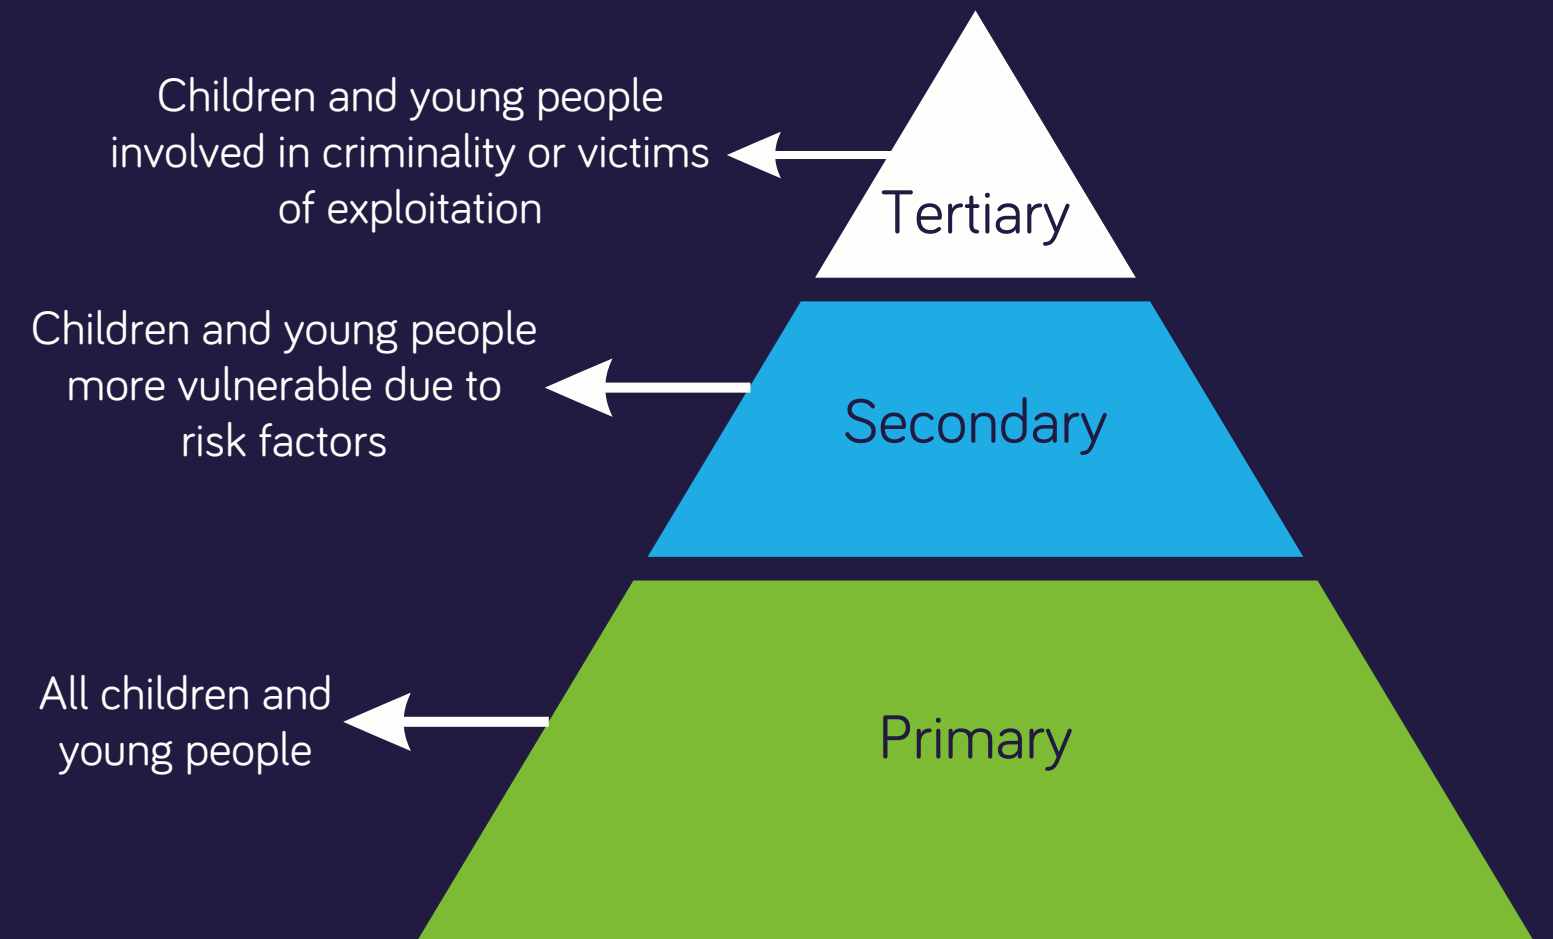 Children and young people
involved in criminality or victims
of exploitation
Tertiary
Children and young people
more vulnerable due to
risk factors
Secondary
All children and
young people
Primary